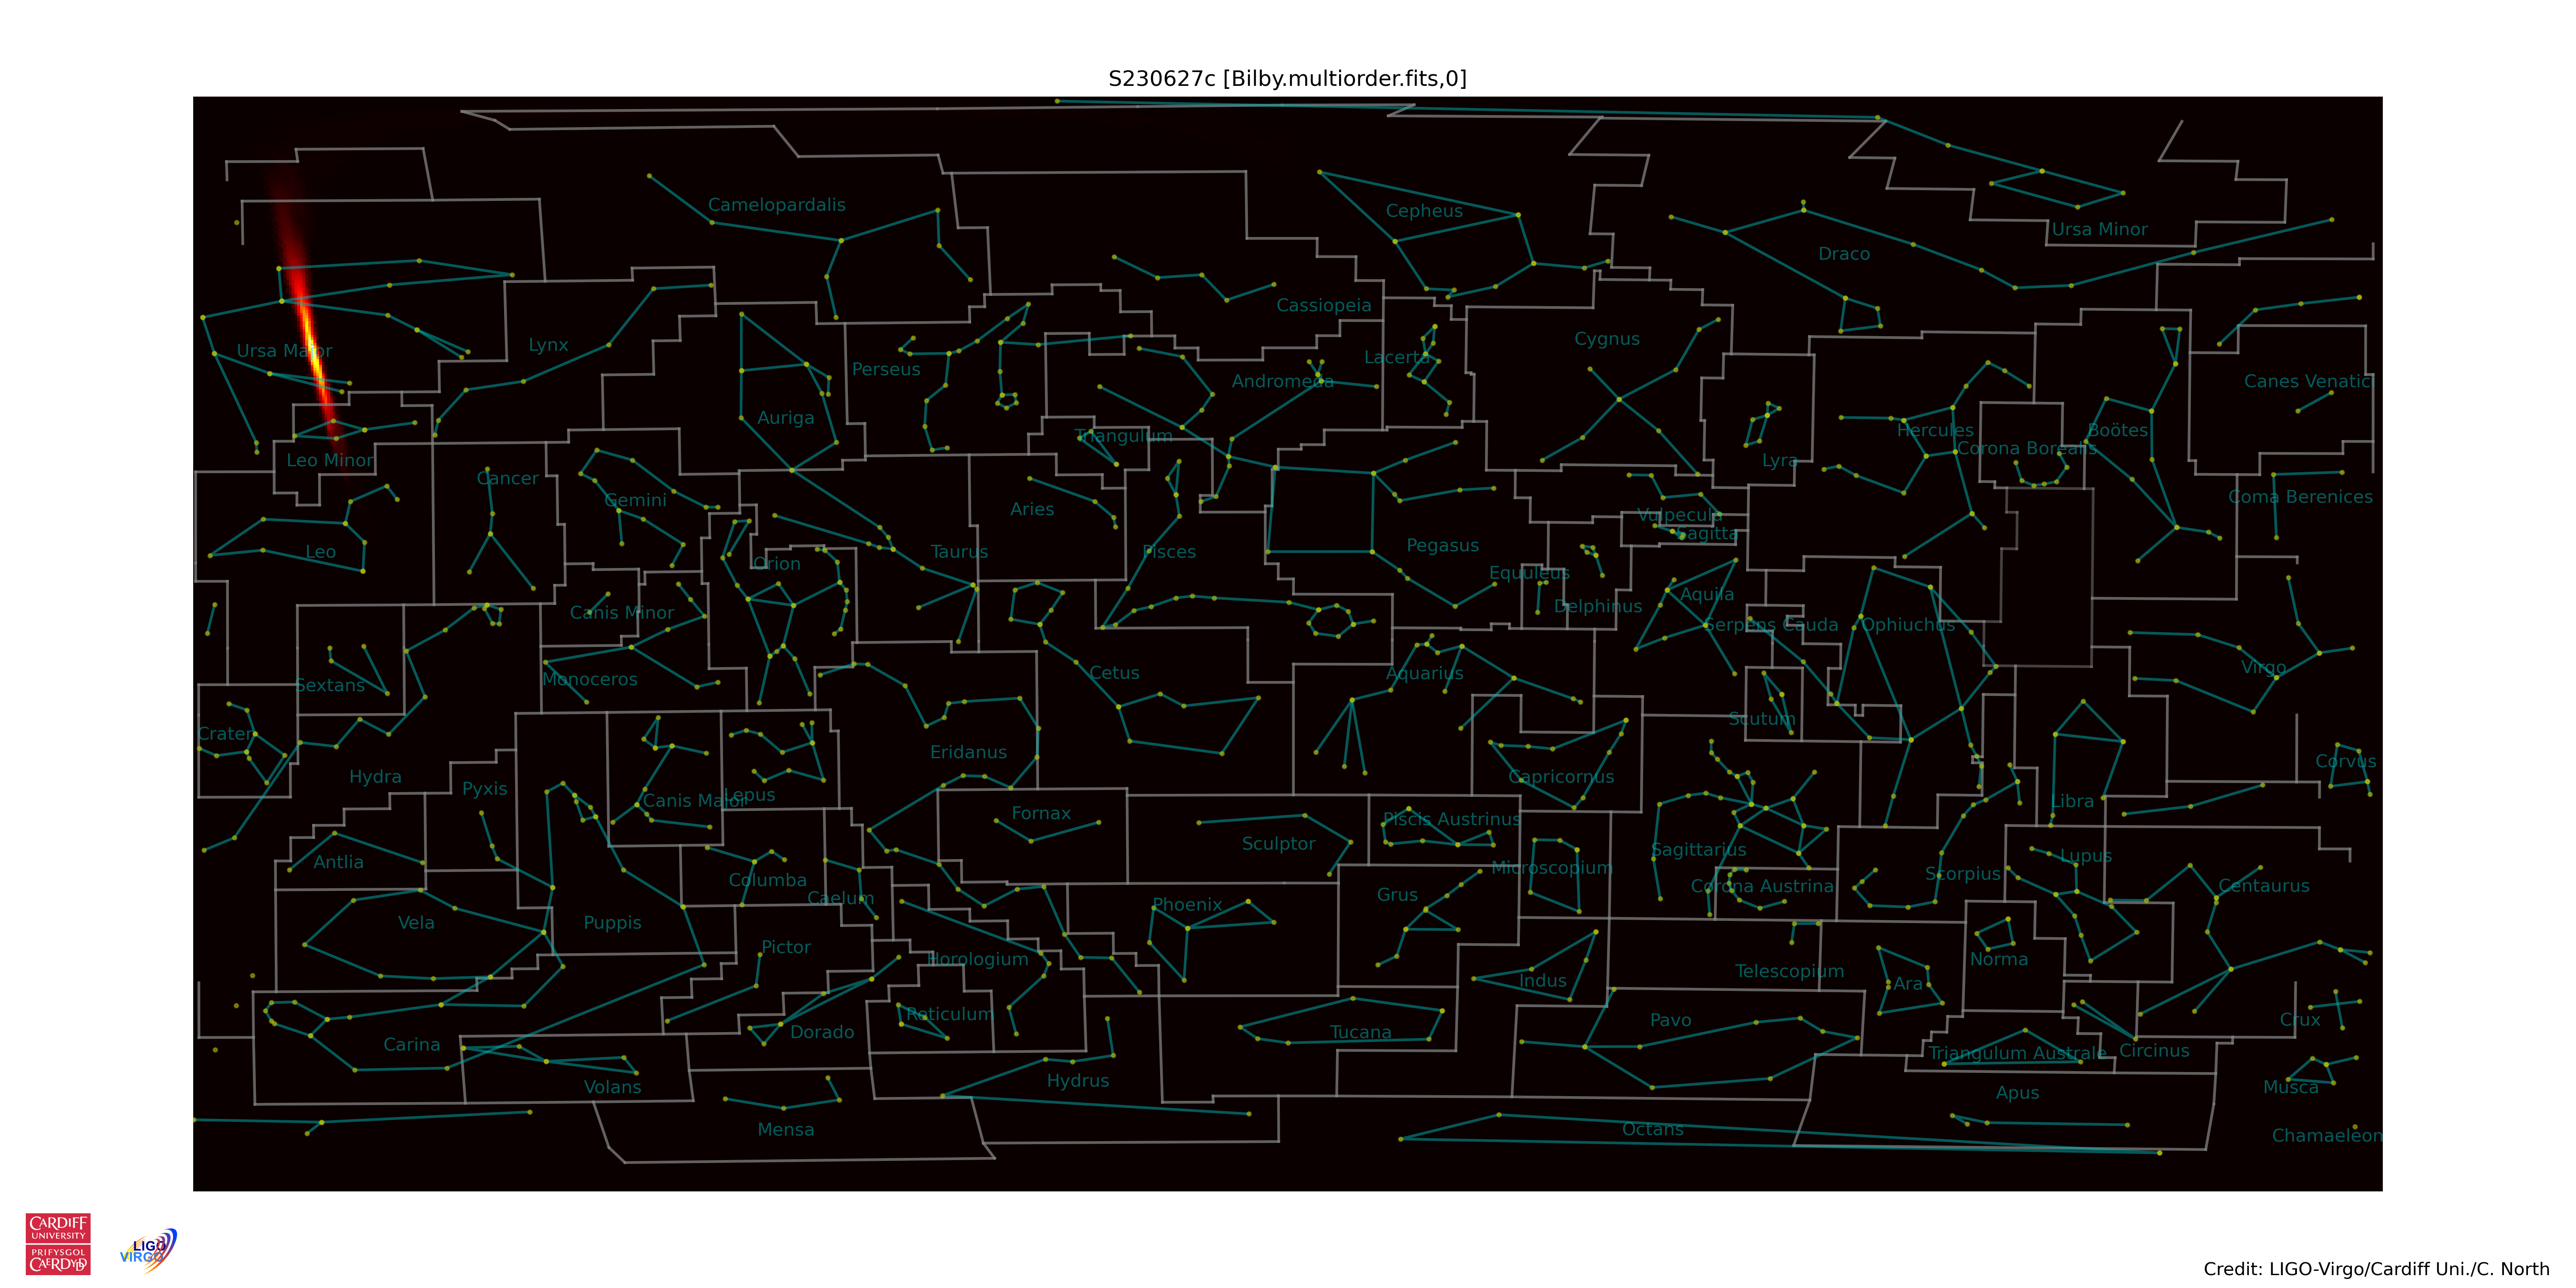 S230627c [Bilby.multiorder.fits,0]
Camelopardalis
Cepheus
Ursa Minor
Draco
Cassiopeia
Ursa Major
Lynx
Cygnus
Lacerta
Perseus
Andromeda
Canes Venatici
Auriga
Triangulum
Hercules
Boötes
Corona Borealis
Leo Minor
Lyra
Cancer
Gemini
Coma Berenices
Aries
Vulpecula
Sagitta
Leo
Taurus
Pisces
Pegasus
Orion
Equuleus
Aquila
Delphinus
Canis Minor
Serpens Cauda
Ophiuchus
Virgo
Cetus
Aquarius
Monoceros
Sextans
Scutum
Crater
Eridanus
Corvus
Hydra
Capricornus
Pyxis
Lepus
Canis Major
Libra
Fornax
Piscis Austrinus
Sculptor
Sagittarius
Lupus
Antlia
Microscopium
Scorpius
Columba
Corona Austrina
Centaurus
Grus
Caelum
Phoenix
Vela
Puppis
Pictor
Horologium
Norma
Telescopium
Indus
Ara
Reticulum
Pavo
Crux
Dorado
Tucana
Carina
Circinus
Triangulum Australe
Hydrus
Volans
Musca
Apus
Mensa
Octans
Chamaeleon
CARDIFF
UNIVERSITY
PRIFYSGOL
CAERDYDD
LIGO
VIRGO
Credit: LIGO-Virgo/Cardiff Uni./C. North